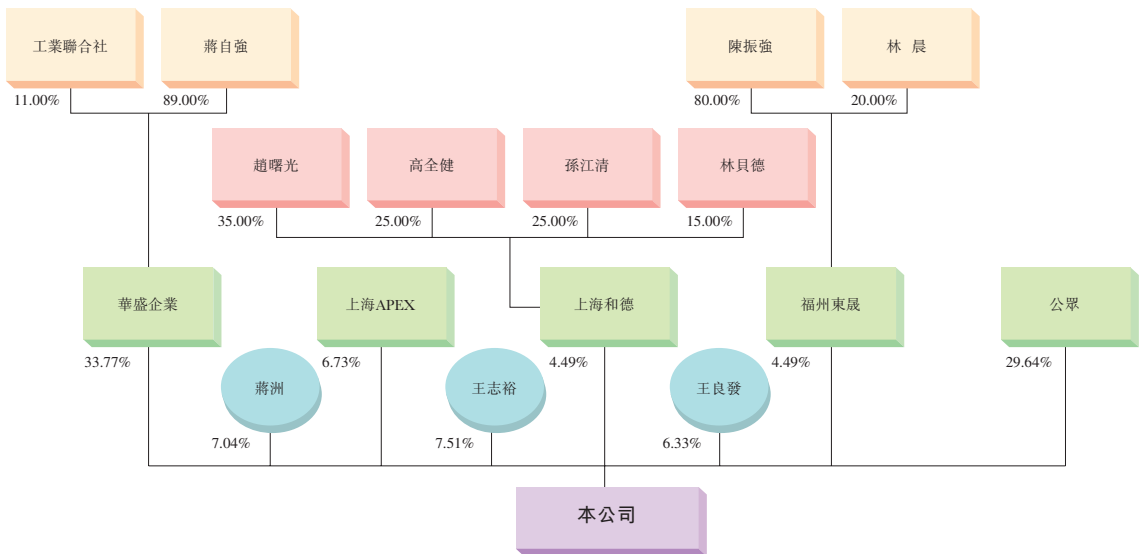 工業聯合社
蔣自強
陳振強
林 晨
11.00%
89.00%
80.00%
20.00%
趙曙光
高全健
孫江清
林貝德
35.00%
25.00%
25.00%
15.00%
華盛企業
上海APEX
上海和德
福州東晟
公眾
33.77%
6.73%
4.49%
4.49%
29.64%
蔣洲
王志裕
王良發
7.04%
7.51%
6.33%
本公司